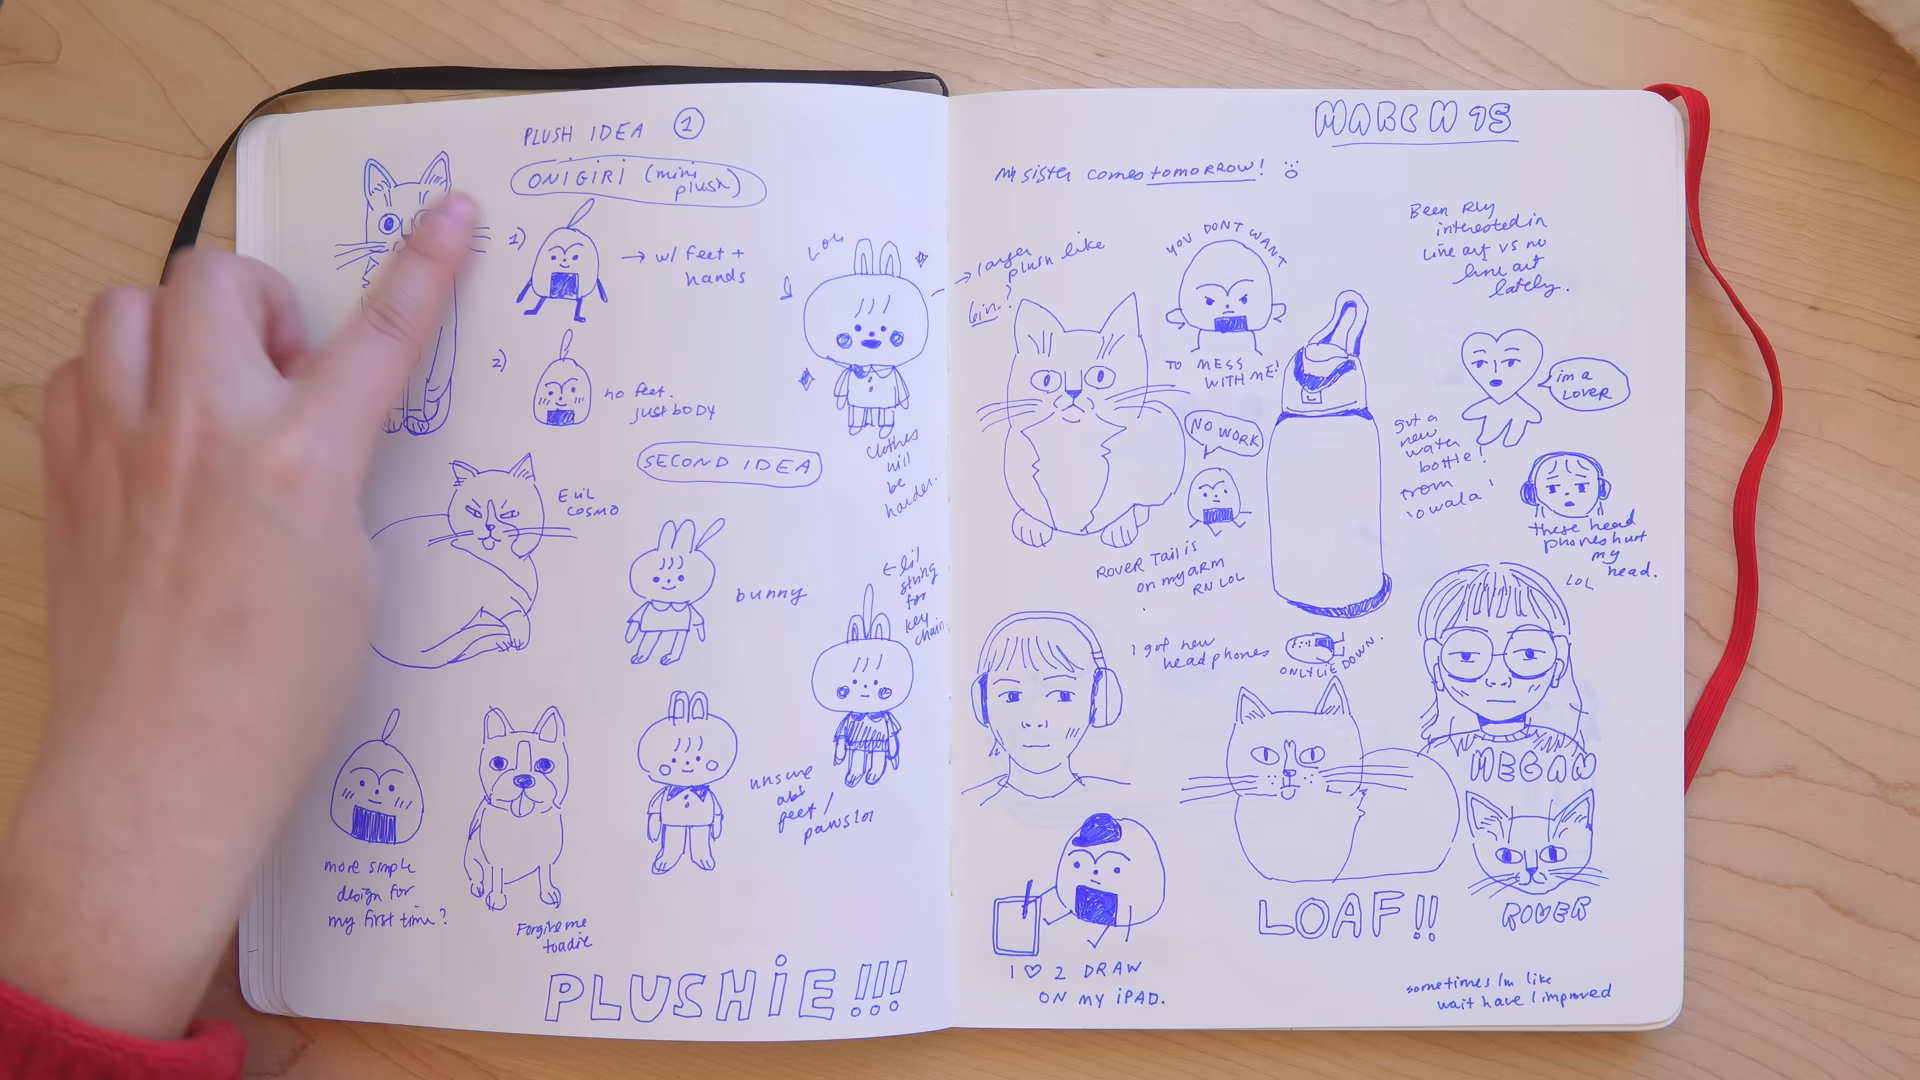 PLUSH IDEA 1
ONIGIRI (mini
plush)
1)
→ w/ feet +
hands
2)
no feet.
just body
LOL
SECOND IDEA
Evil
COSMO
clothes
will
be
harder.
bunny
← lil
string
for
key
chain.
unsure
abt
feet/
paws lol
more simple
design for
my first time?
Forgive me
toadie
PLUSHIE!!!
MARCH 15
My sister comes tomorrow!
→ larger
plush like
6in.?
YOU DONT WANT
TO MESS
WITH ME!
Been Rly
interested in
line art vs no
line art
lately.
im a
LOVER
NO WORK
got a
new
water
bottle!
from
owala!
these head
phones hurt
my
head.
LOL
ROVER Tail is
on my ARM
RN LOL
I got new
headphones
ONLY LIE DOWN.
MEGAN
LOAF!!
ROVER
I ♡ 2 DRAW
ON MY iPAD.
sometimes Im like
wait have I improved